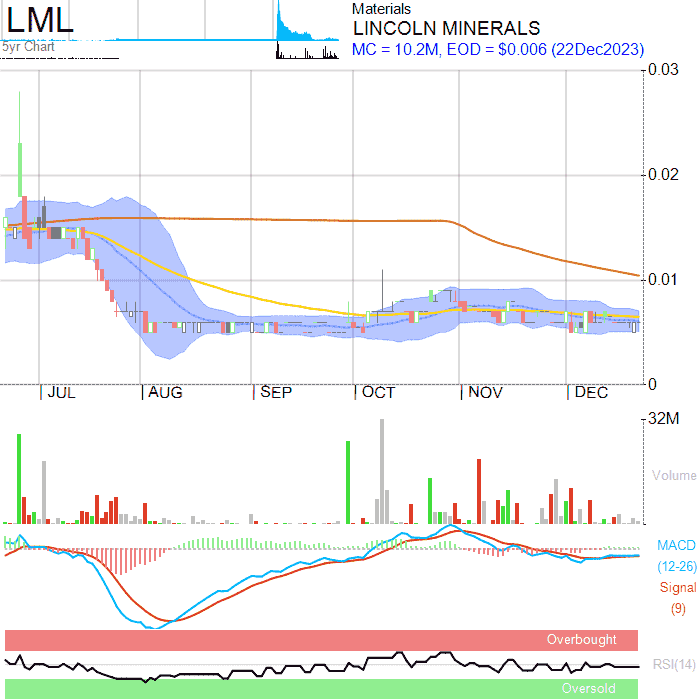 LML
5yr Chart
Materials
LINCOLN MINERALS
MC = 10.2M, EOD = $0.006 (22Dec2023)
0.03
0.02
0.01
0
JUL AUG SEP OCT NOV DEC
32M
Volume
MACD
(12-26)
Signal
(9)
Overbought
RSI(14)
Oversold